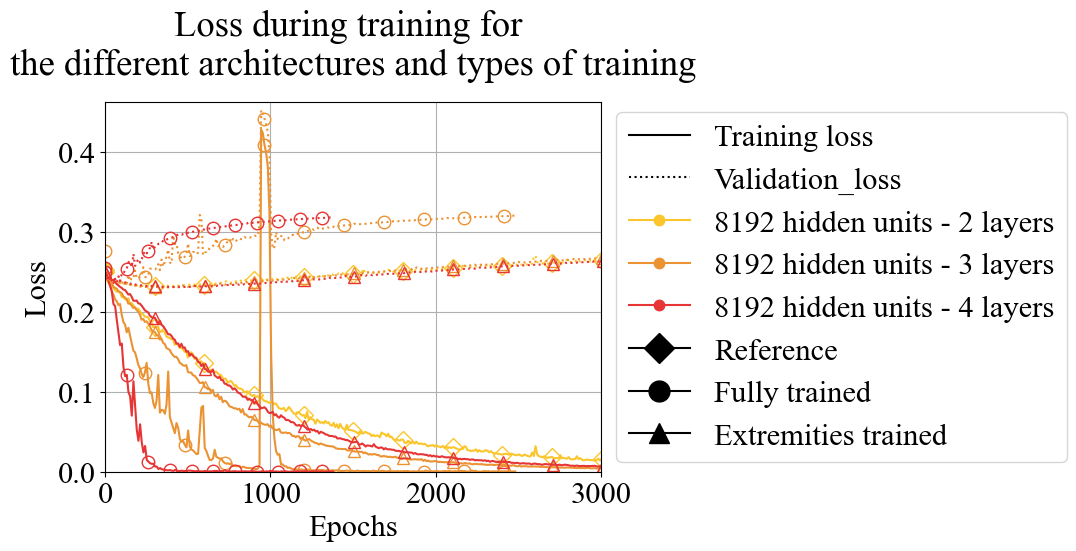 Loss during training for
the different architectures and types of training
0.4
0.3
0.2
0.1
0.0
Loss
0
1000
2000
3000
Epochs
Training loss
Validation_loss
8192 hidden units - 2 layers
8192 hidden units - 3 layers
8192 hidden units - 4 layers
Reference
Fully trained
Extremities trained